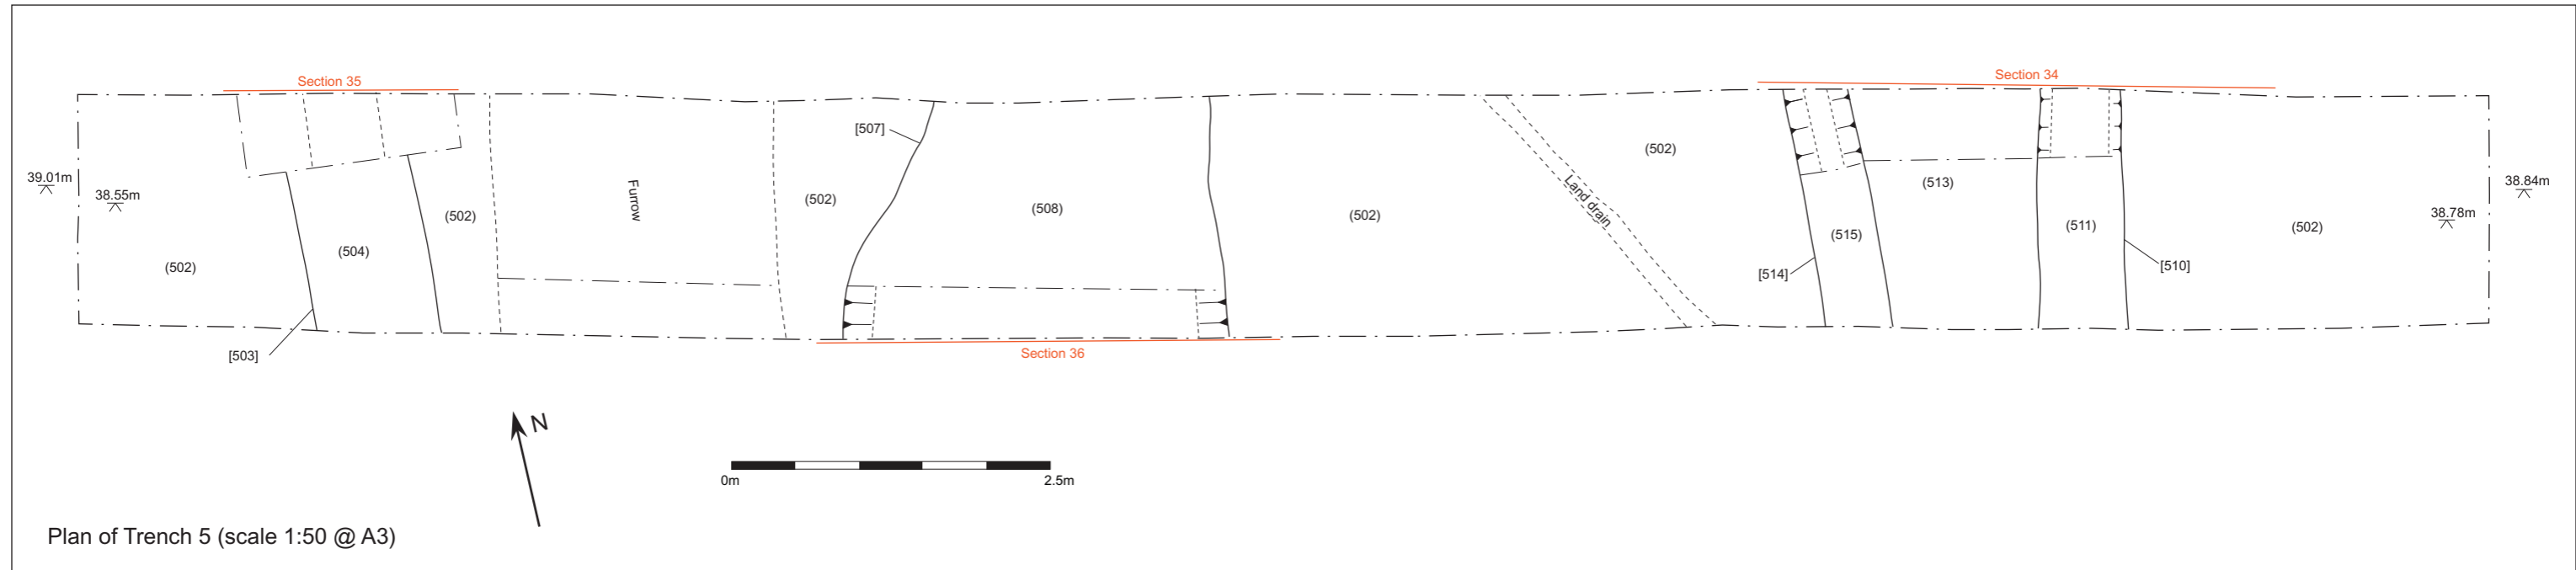 Section 35
Section 34
[507]
39.01m
38.55m
Furrow
(502)
(502)
(508)
(502)
Land drain
(502)
(513)
38.84m
38.78m
(502)
(504)
(515)
(511)
(502)
[514]
[510]
[503]
Section 36
N
0m
2.5m
Plan of Trench 5 (scale 1:50 @ A3)